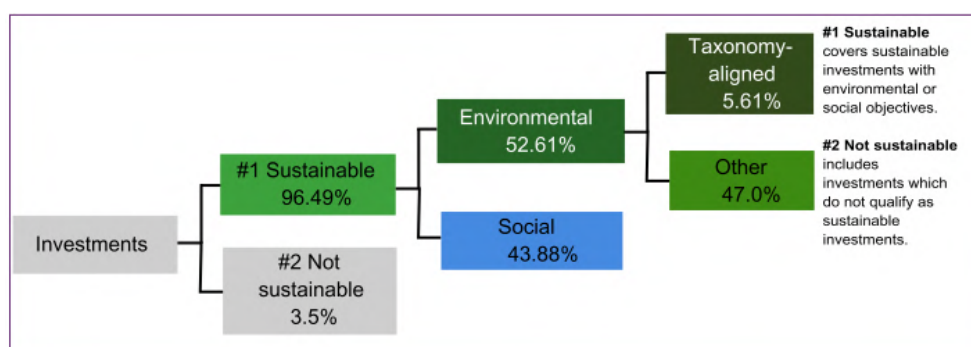 Investments
#1 Sustainable
96.49%
#2 Not
sustainable
3.5%
Environmental
52.61%
Social
43.88%
Taxonomy-
aligned
5.61%
Other
47.0%
#1 Sustainable
covers sustainable
investments with
environmental or
social objectives.
#2 Not sustainable
includes
investments which
do not qualify as
sustainable
investments.